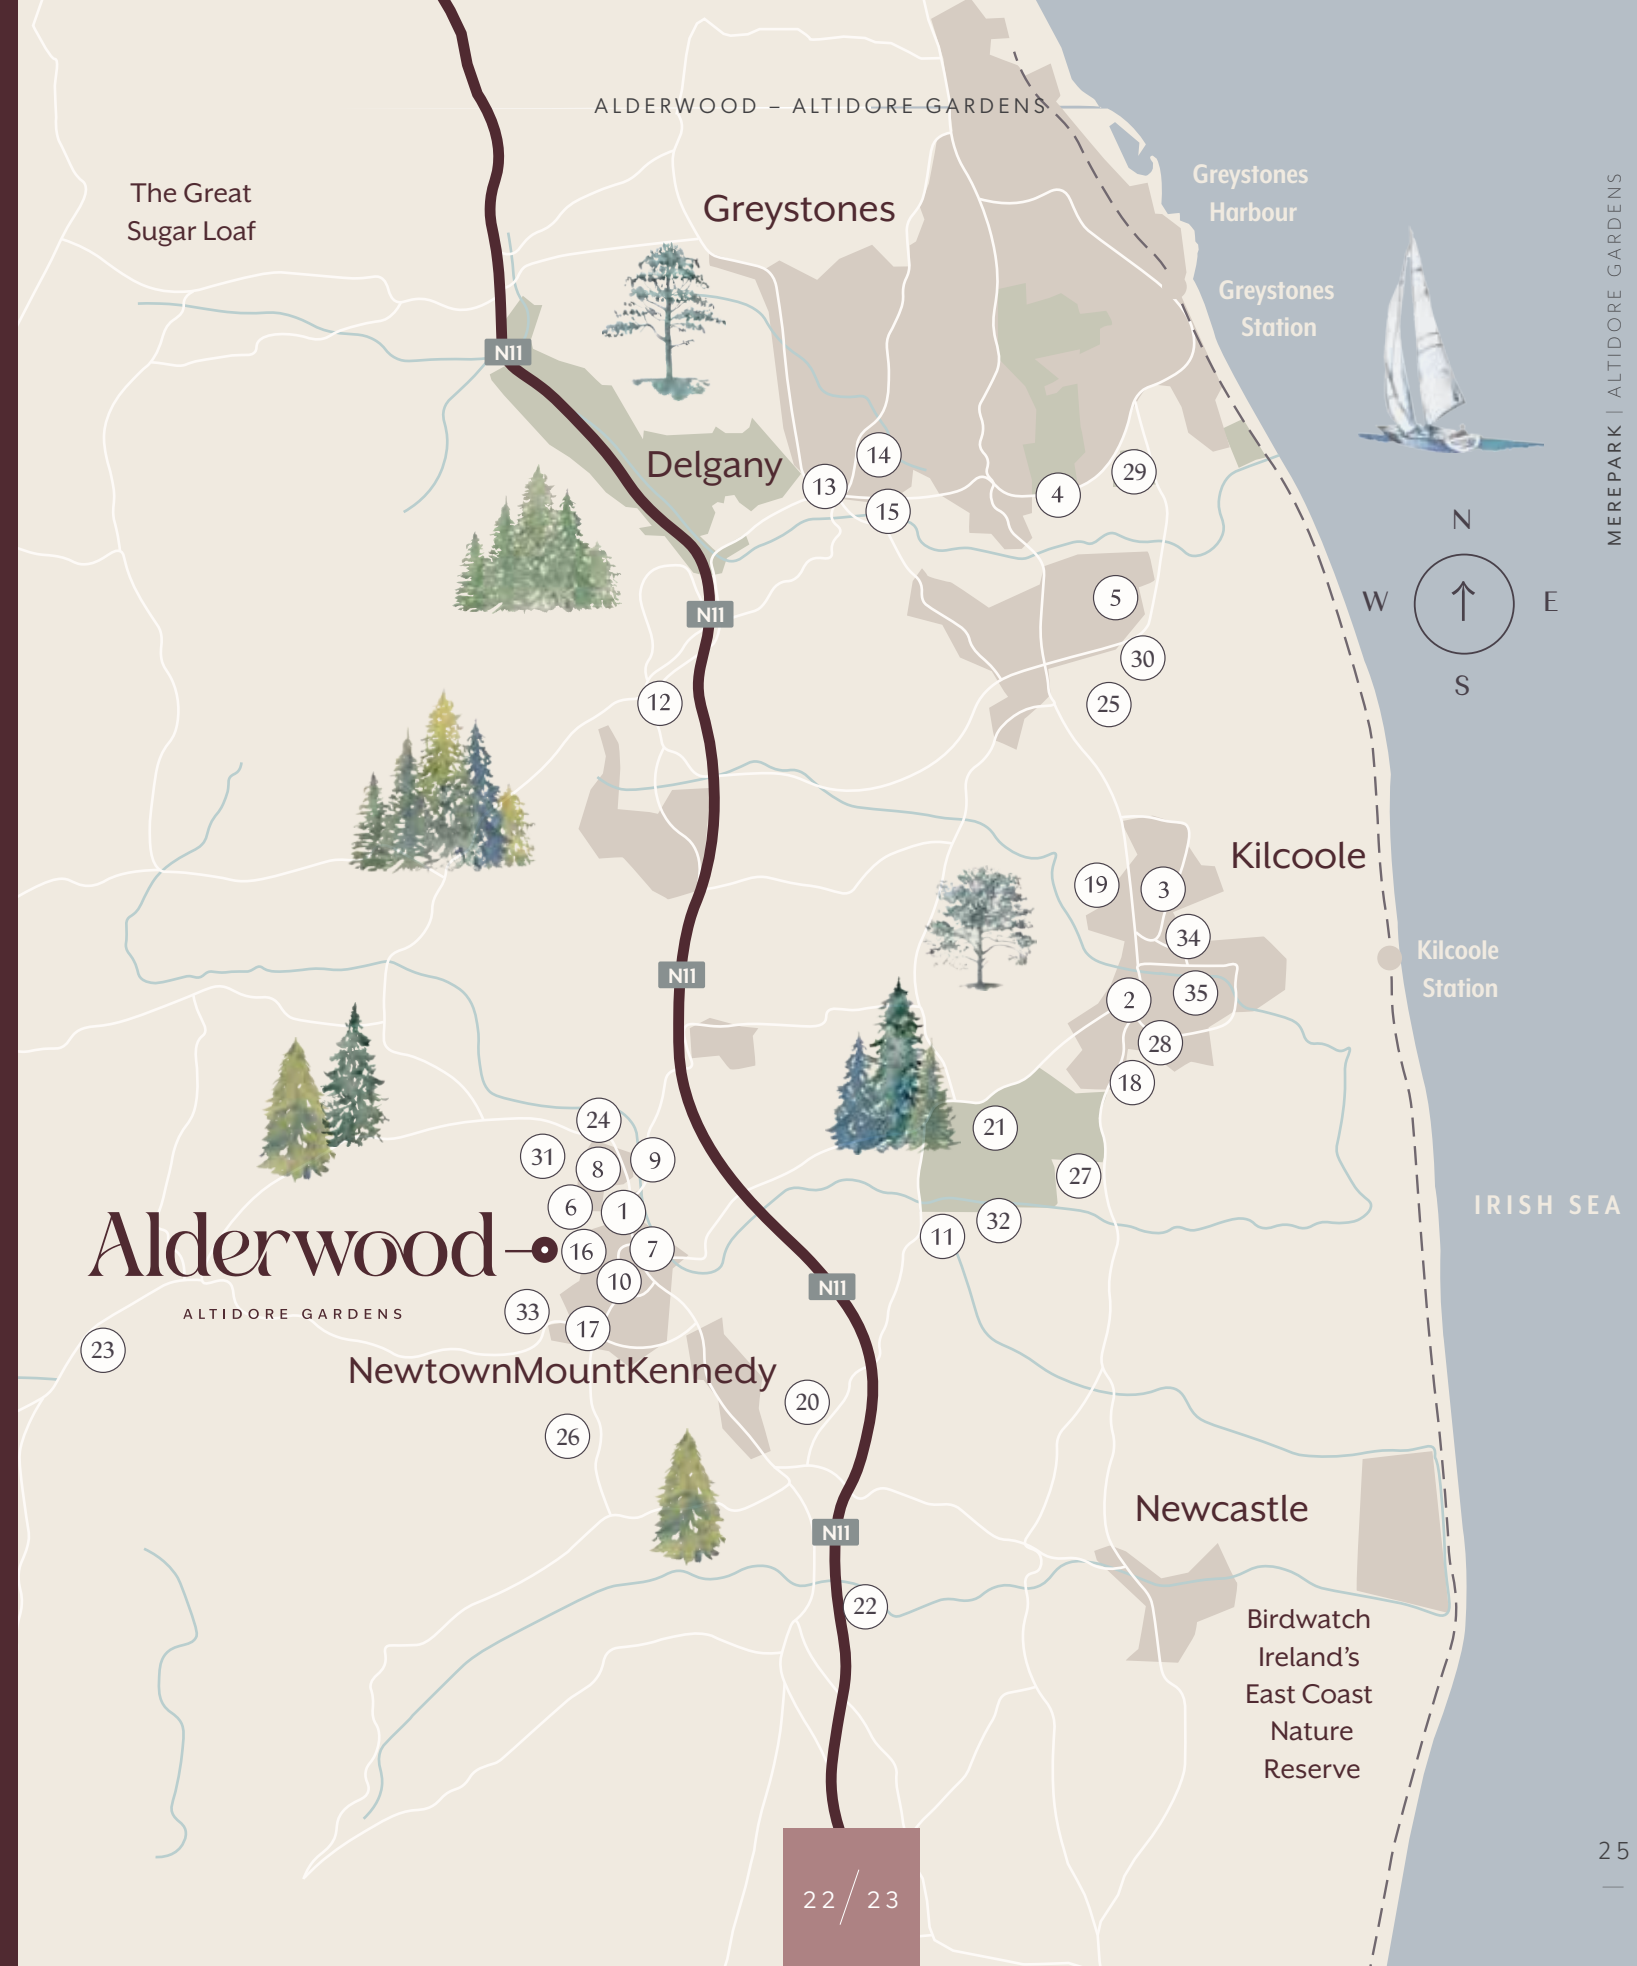 ALDERWOOD – ALTIDORE GARDENS
The Great
Sugar Loaf
Greystones
Greystones
Harbour
Greystones
Station
MEREPARK | ALTIDORE GARDENS
N11
Delgany
14
13
15
4
29
N
W
E
S
5
N11
30
12
25
Kilcoole
19
3
34
N11
Kilcoole
Station
2
35
28
18
24
21
31
8
9
27
6
1
IRISH SEA
32
11
Alderwood
16
7
10
N11
ALTIDORE GARDENS
33
17
23
NewtownMountKennedy
20
26
Newcastle
N11
22
Birdwatch
Ireland's
East Coast
Nature
Reserve
25
22/23